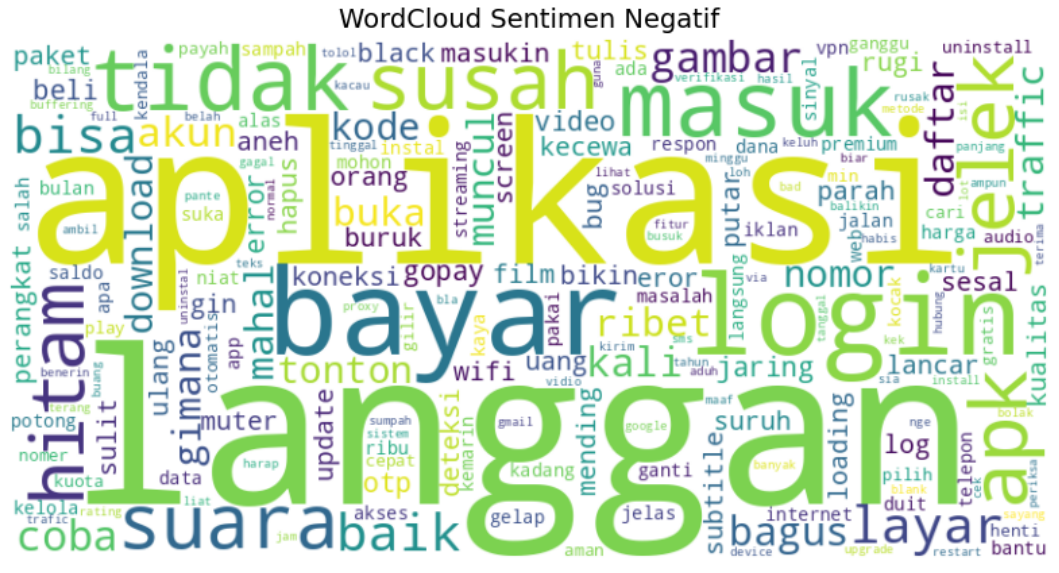 WordCloud Sentimen Negatif
paket
payah
sampah
tolol
black
masukin
tulis
vpn
ganggu
uninstall
bilang
kendala
tidak
kacau
susah
guna
ada
gambar
verifikasi
hasil
sinyal
rugi
beli
buffering
full
belah
alas
masuk
rusak
metode
isi
jelek
traffic
bisa
akun
aneh
kode
tinggal
instal
muncul
screen
video
kecewa
respon
dana
keluh
premium
panjang
daftar
salah
bulan
download
gagal
mohon
orang
streaming
minggu
biar
lihat
loh
bad
min
parah
ampun
lot
cari
aplikasi
pante
suka
error
hapus
normal
buka
buruk
bug
solusi
fitur
busuk
putar
iklan
web
balikin
jalan
habis
harga
audio
terima
perangkat
ambil
saldo
apa
niat
teks
koneksi
gopay
film
bikin
eror
langsung
via
nomor
kartu
sesal
hitam
play
uninstal
otomatis
gin
app
mahal
proxy
bla
gilir
bayar
kaya
pakai
masalah
ribet
login
tanggal
kocak
kek
hubung
gratis
kualitas
benerin
buang
ulang
gimana
tonton
wifi
uang
kirim
sms
kali
tahun
aduh
jaring
sia
lancar
install
apk
potong
terang
sulit
muter
update
sumpah
sistem
ribu
cepat
otp
deteksi
kemarin
vidio
gmail
mending
maaf
google
suruh
loading
nge
log
bolak
nomer
kuota
liat
data
langgan
harap
kadang
ganti
subtitle
banyak
pilih
blank
duit
telepon
cek
sayang
periksa
kelola
trafic
rating
coba
suara
jam
baik
akses
gelap
aman
jelas
device
bagus
internet
upgrade
layar
restart
henti
bantu